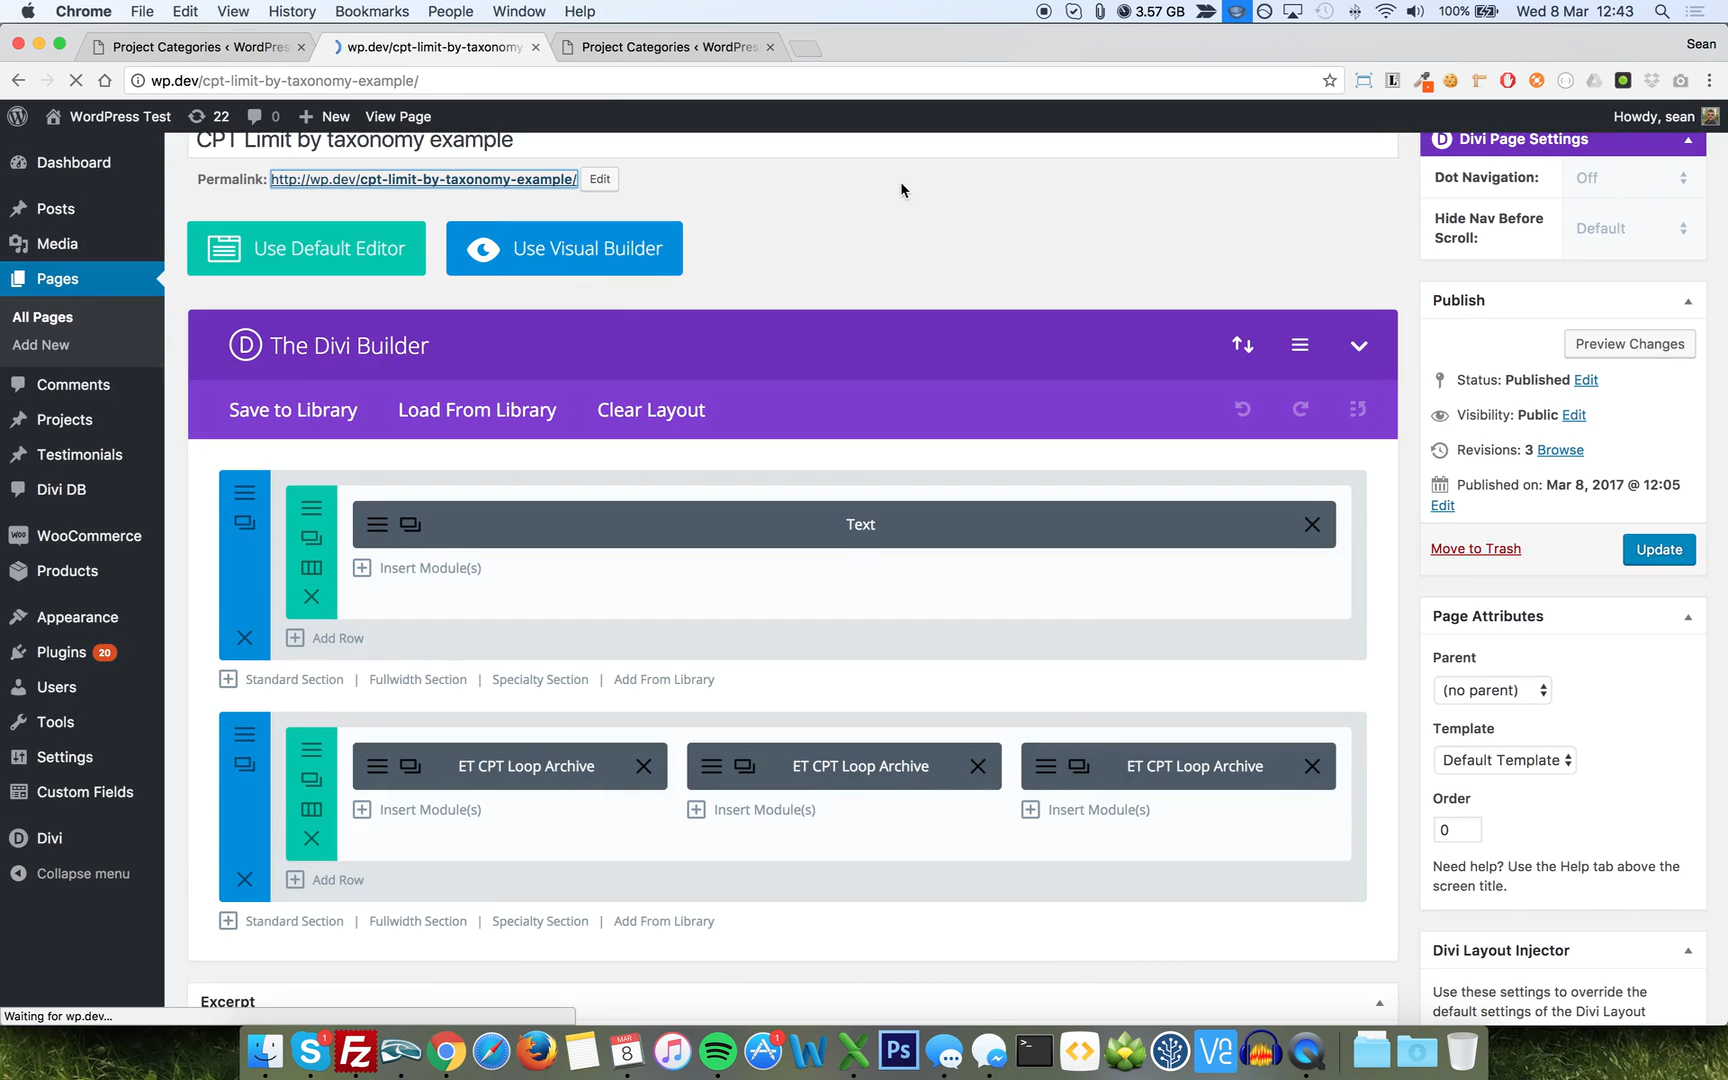 Chrome File Edit View History Bookmarks People Window Help 3.57 GB 100% Wed 8 Mar 12:43
Project Categories ‹ WordPres × wp.dev/cpt-limit-by-taxonomy × Project Categories ‹ WordPres × Sean
wp.dev/cpt-limit-by-taxonomy-example/
WordPress Test 22 0 New View Page Howdy, sean
Dashboard
Posts
Media
Pages
All Pages
Add New
Comments
Projects
Testimonials
Divi DB
WooCommerce
Products
Appearance
Plugins 20
Users
Tools
Settings
Custom Fields
Divi
Collapse menu
CPT Limit by taxonomy example
Permalink: http://wp.dev/cpt-limit-by-taxonomy-example/ Edit
Use Default Editor Use Visual Builder
The Divi Builder
Save to Library Load From Library Clear Layout
Text
Insert Module(s)
Add Row
Standard Section | Fullwidth Section | Specialty Section | Add From Library
ET CPT Loop Archive ET CPT Loop Archive ET CPT Loop Archive
Insert Module(s) Insert Module(s) Insert Module(s)
Add Row
Standard Section | Fullwidth Section | Specialty Section | Add From Library
Excerpt
Divi Page Settings
Dot Navigation: Off
Hide Nav Before
Scroll:
Default
Publish
Preview Changes
Status: Published Edit
Visibility: Public Edit
Revisions: 3 Browse
Published on: Mar 8, 2017 @ 12:05
Edit
Move to Trash Update
Page Attributes
Parent
(no parent)
Template
Default Template
Order
0
Need help? Use the Help tab above the
screen title.
Divi Layout Injector
Use these settings to override the
default settings of the Divi Layout
Waiting for wp.dev...
1
MAR
8
1
Ps